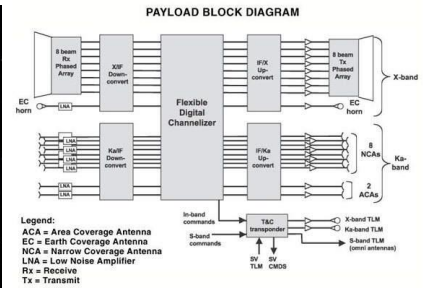 PAYLOAD BLOCK DIAGRAM
8 beam
Rx
Phased
Array
X/IF
Down-
convert
Flexible
Digital
Channelizer
IF/X
Up-
convert
8 beam
Tx
Phased
Array
X-band
EC
horn
LNA
EC
horn
LNA
LNA
LNA
LNA
LNA
Ka/IF
Down-
convert
IF/Ka
Up-
convert
8
NCAs
Ka-
band
LNA
LNA
2
ACAs
In-band
commands
S-band
commands
T&C
transponder
X-band TLM
Ka-band TLM
S-band TLM
(omni antennas)
SV
TLM
SV
CMDS
Legend:
ACA = Area Coverage Antenna
EC = Earth Coverage Antenna
NCA = Narrow Coverage Antenna
LNA = Low Noise Amplifier
Rx = Receive
Tx = Transmit